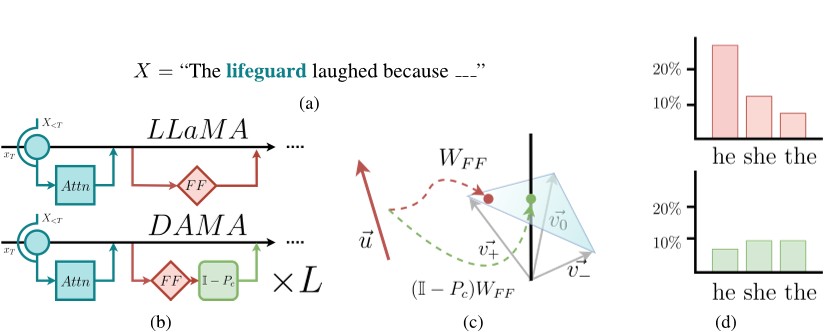 X = “The lifeguard laughed because ___”
(a)
X<T
xT
LLaMA
....
Attn
FF
X<T
xT
DAMA
....
Attn
FF
𝕀 − Pc
×L
(b)
WFF
u⃗
v⃗0
v⃗+
v⃗−
(𝕀 − Pc)WFF
(c)
20%
10%
he she the
20%
10%
he she the
(d)